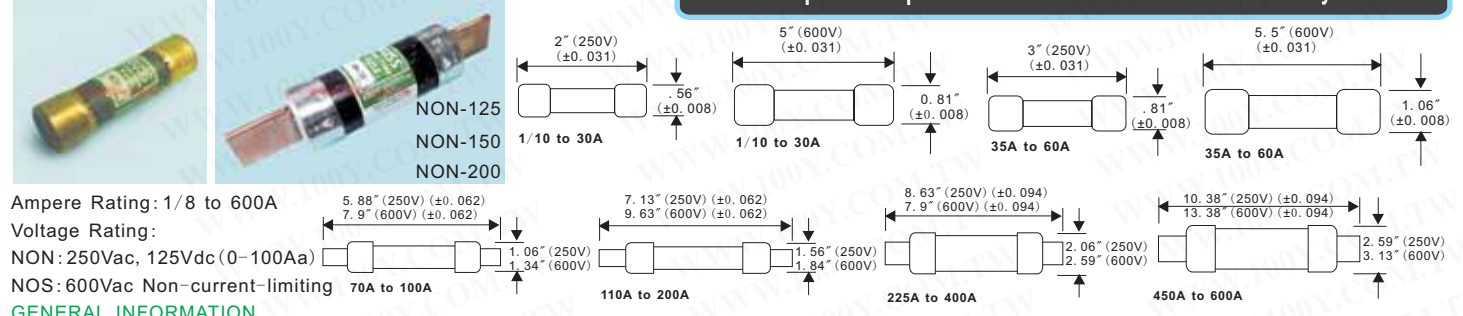 2″(250V)
(±0.031)
.56″
(±0.008)
1/10 to 30A
5″(600V)
(±0.031)
0.81″
(±0.008)
1/10 to 30A
3″(250V)
(±0.031)
.81″
(±0.008)
35A to 60A
5.5″(600V)
(±0.031)
1.06″
(±0.008)
35A to 60A
NON-125
NON-150
NON-200
Ampere Rating:1/8 to 600A
Voltage Rating:
NON:250Vac, 125Vdc(0-100Aa)
NOS:600Vac Non-current-limiting
GENERAL INFORMATION
5.88″(250V)(±0.062)
7.9″(600V)(±0.062)
1.06″(250V)
1.34″(600V)
70A to 100A
7.13″(250V)(±0.062)
9.63″(600V)(±0.062)
1.56″(250V)
1.84″(600V)
110A to 200A
8.63″(250V)(±0.094)
7.9″(600V)(±0.094)
2.06″(250V)
2.59″(600V)
225A to 400A
10.38″(250V)(±0.094)
13.38″(600V)(±0.094)
2.59″(250V)
3.13″(600V)
450A to 600A
WWW.100Y.COM.TW